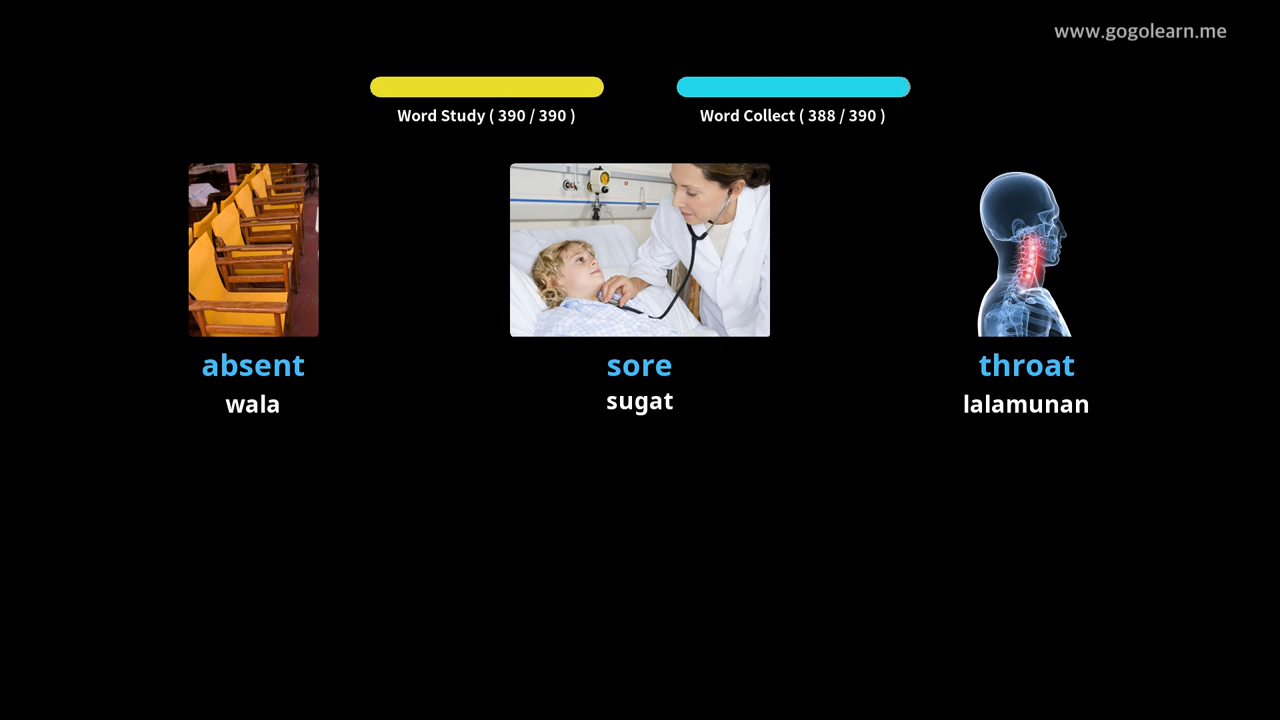 www.gogolearn.me
Word Study ( 390 / 390 )
Word Collect ( 388 / 390 )
absent
wala
sore
sugat
throat
lalamunan